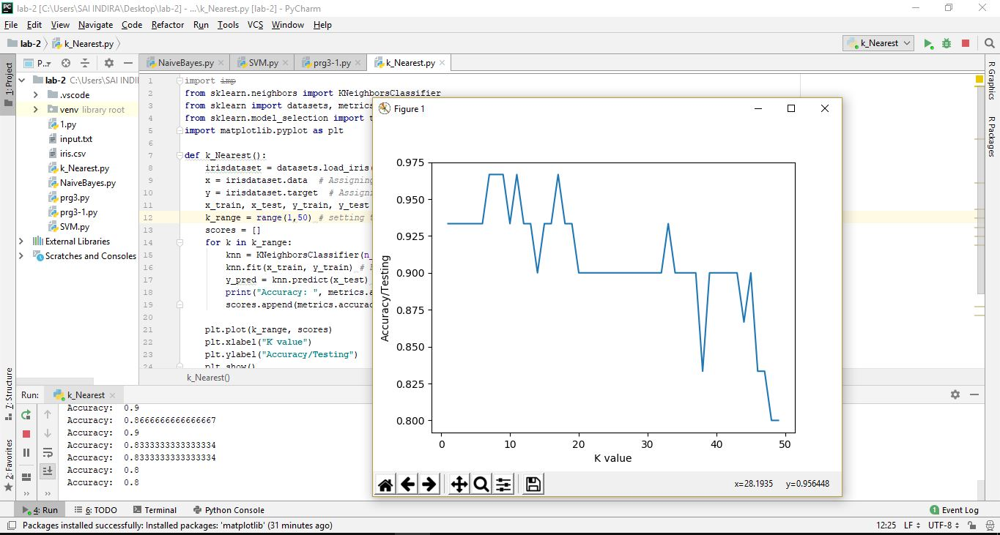 lab-2 [C:\Users\SAI INDIRA\Desktop\lab-2] - ...\k_Nearest.py [lab-2] - PyCharm
File Edit View Navigate Code Refactor Run Tools VCS Window Help
lab-2 k_Nearest.py
k_Nearest
1: Project
P..
NaiveBayes.py
SVM.py
prg3-1.py
k_Nearest.py
lab-2 C:\Users\SAI INDI
.vscode
venv library root
1.py
input.txt
iris.csv
k_Nearest.py
NaiveBayes.py
prg3.py
prg3-1.py
SVM.py
External Libraries
Scratches and Consoles
1 import imp
2 from sklearn.neighbors import KNeighborsClassifier
3 from sklearn import datasets, metrics
4 from sklearn.model_selection import t
5 import matplotlib.pyplot as plt
6
7 def k_Nearest():
8 irisdataset = datasets.load_iris(
9 x = irisdataset.data # Assigning
10 y = irisdataset.target # Assigning
11 x_train, x_test, y_train, y_test
12 k_range = range(1,50) # setting
13 scores = []
14 for k in k_range:
15 knn = KNeighborsClassifier(n_
16 knn.fit(x_train, y_train) #
17 y_pred = knn.predict(x_test)
18 print("Accuracy: ", metrics.a
19 scores.append(metrics.accurac
20
21 plt.plot(k_range, scores)
22 plt.xlabel("K value")
23 plt.ylabel("Accuracy/Testing")
24 plt.show()
k_Nearest()
Figure 1
0.975
0.950
0.925
0.900
0.875
0.850
0.825
0.800
Accuracy/Testing
0 10 20 30 40 50
K value
x=28.1935 y=0.956448
R Graphics
R Packages
7: Structure
2: Favorites
Run: k_Nearest
Accuracy: 0.9
Accuracy: 0.8666666666666667
Accuracy: 0.9
Accuracy: 0.8333333333333334
Accuracy: 0.8333333333333334
Accuracy: 0.8
Accuracy: 0.8
4: Run 6: TODO Terminal Python Console
1 Event Log
Packages installed successfully: Installed packages: 'matplotlib' (31 minutes ago)
12:25 LF UTF-8